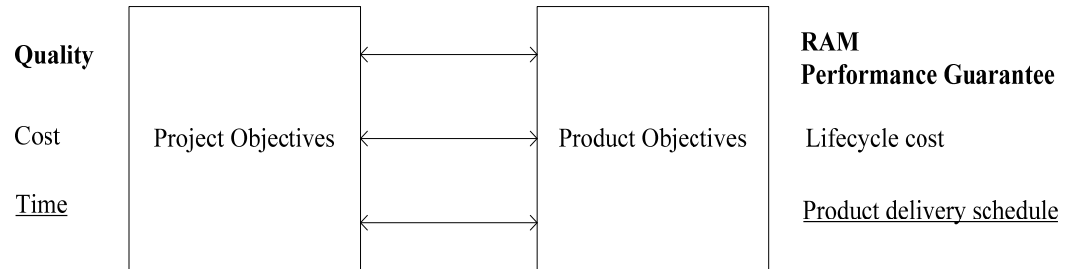 Quality
RAM
Performance Guarantee
Cost
Project Objectives
Product Objectives
Lifecycle cost
Time
Product delivery schedule